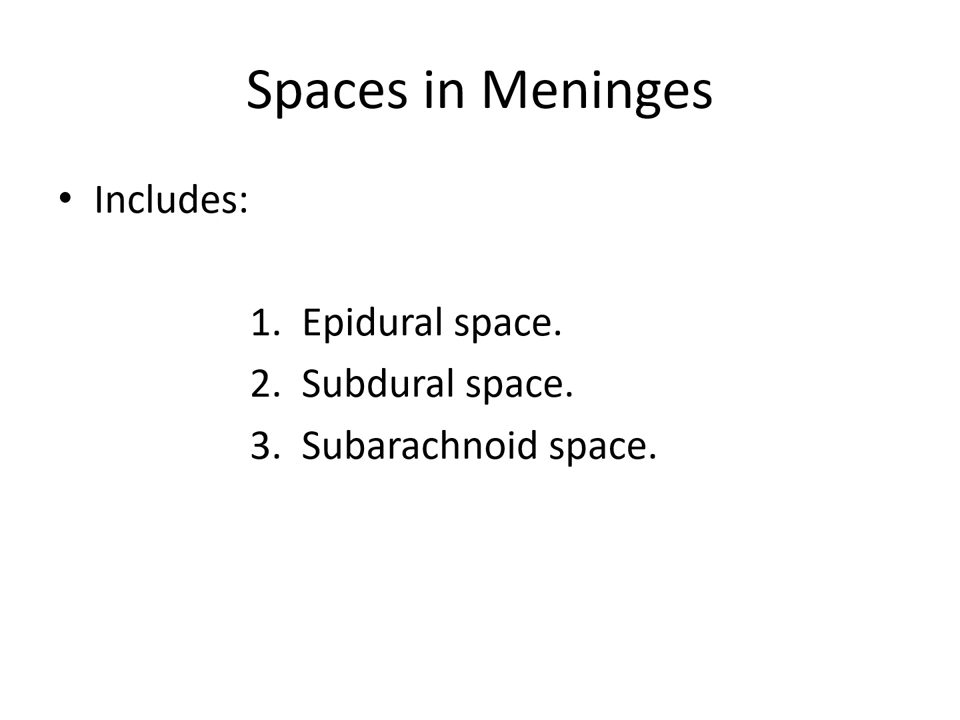 Spaces in Meninges
• Includes:
1. Epidural space.
2. Subdural space.
3. Subarachnoid space.